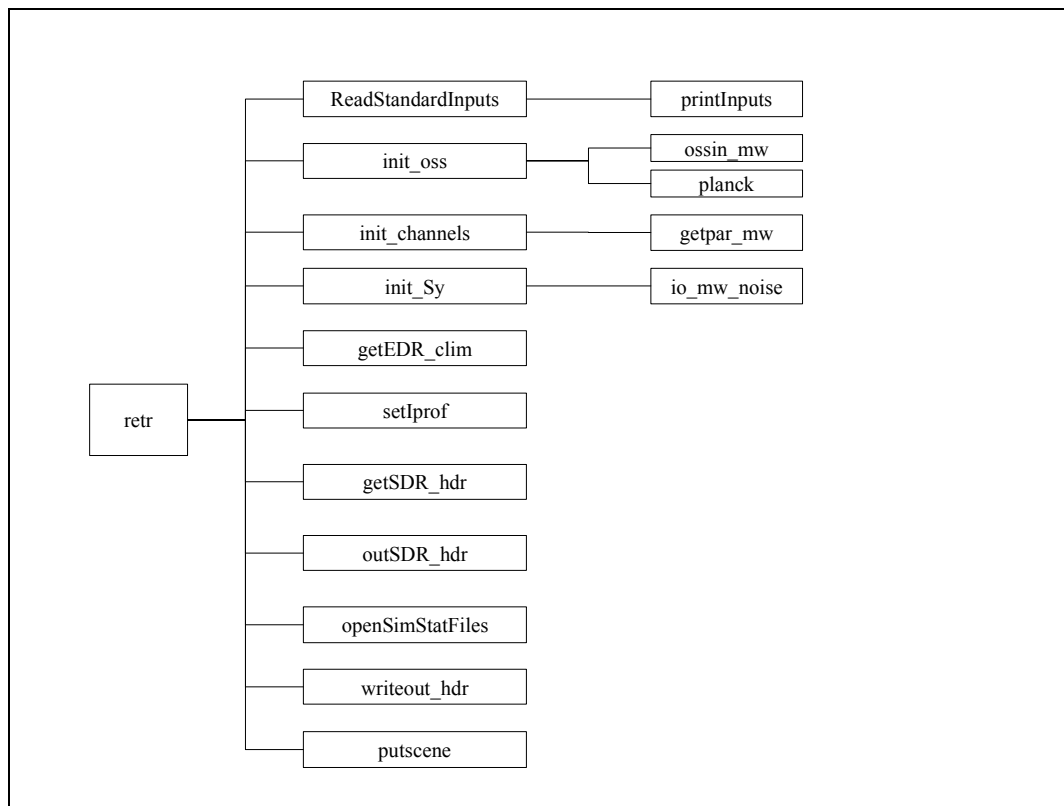 ReadStandardInputs
printInputs
init_oss
ossin_mw
planck
init_channels
getpar_mw
init_Sy
io_mw_noise
getEDR_clim
setIprof
retr
getSDR_hdr
outSDR_hdr
openSimStatFiles
writeout_hdr
putscene